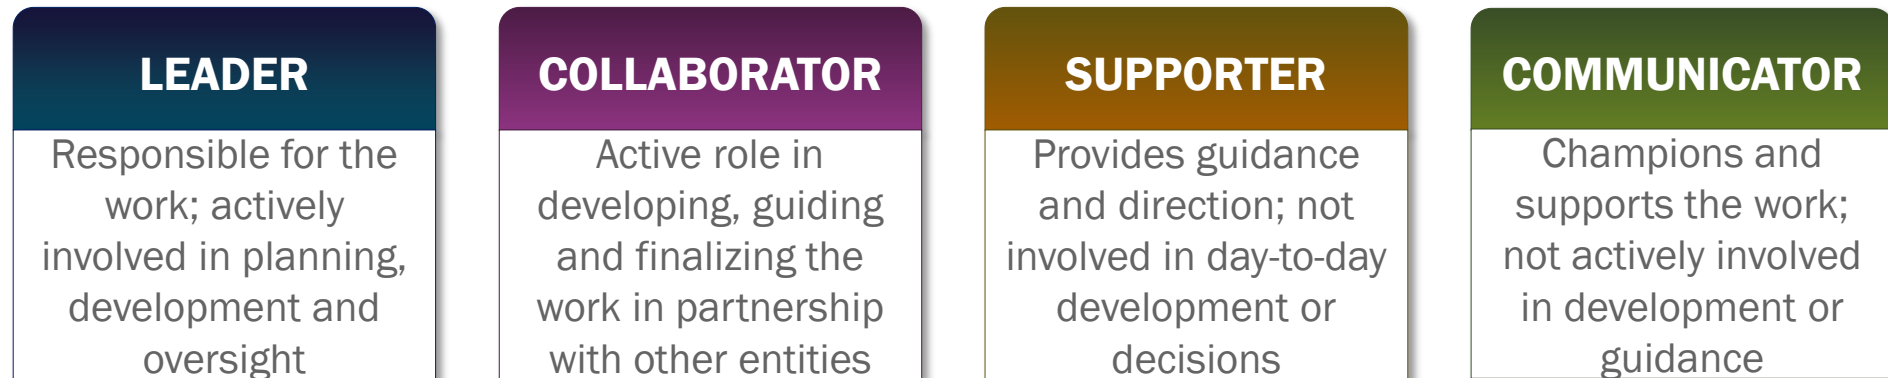 LEADER
Responsible for the
work; actively
involved in planning,
development and
oversight
COLLABORATOR
Active role in
developing, guiding
and finalizing the
work in partnership
with other entities
SUPPORTER
Provides guidance
and direction; not
involved in day-to-day
development or
decisions
COMMUNICATOR
Champions and
supports the work;
not actively involved
in development or
guidance